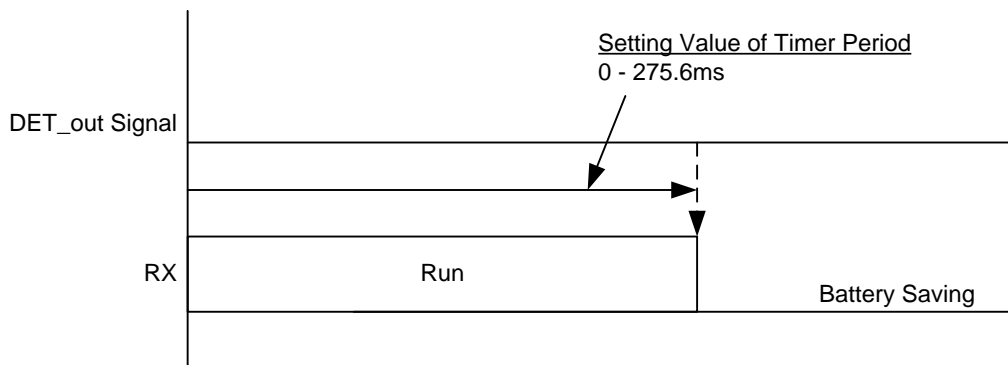 Setting Value of Timer Period
0 - 275.6ms
DET_out Signal
RX
Run
Battery Saving